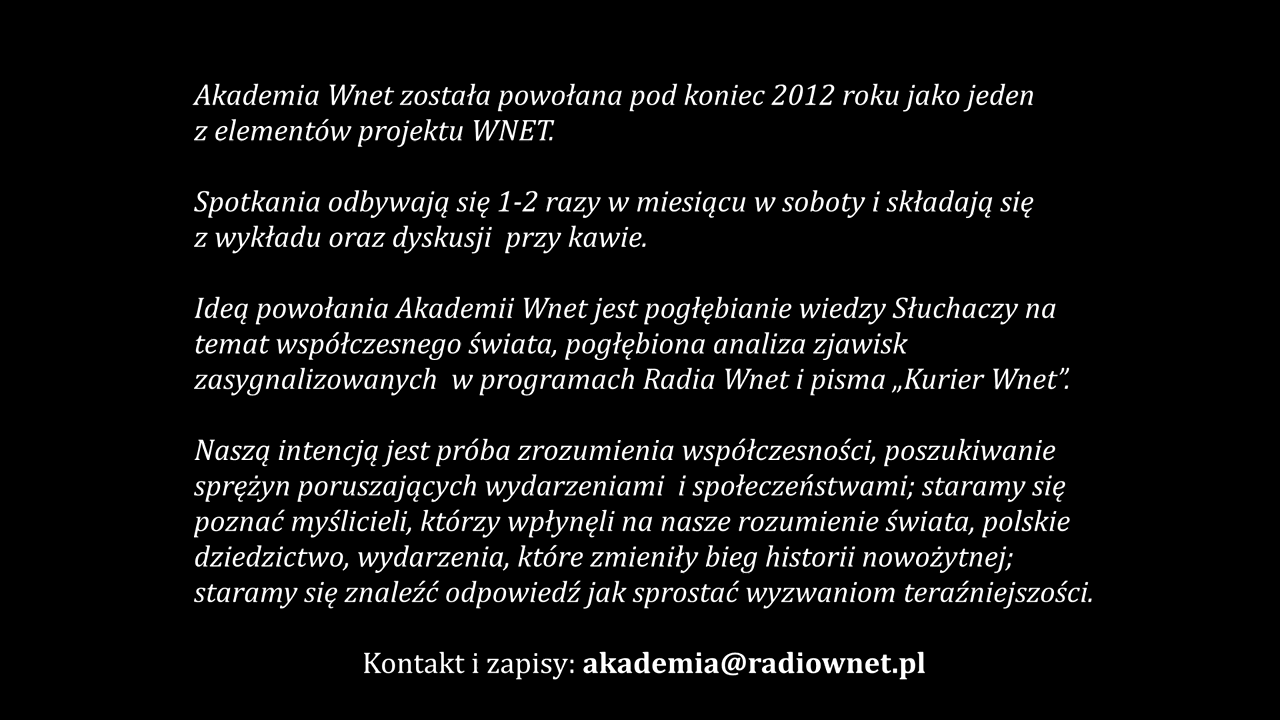 Akademia Wnet została powołana pod koniec 2012 roku jako jeden
z elementów projektu WNET.
Spotkania odbywają się 1-2 razy w miesiącu w soboty i składają się
z wykładu oraz dyskusji  przy kawie.
Ideą powołania Akademii Wnet jest pogłębianie wiedzy Słuchaczy na
temat współczesnego świata, pogłębiona analiza zjawisk
zasygnalizowanych  w programach Radia Wnet i pisma „Kurier Wnet”.
Naszą intencją jest próba zrozumienia współczesności, poszukiwanie
sprężyn poruszających wydarzeniami  i społeczeństwami; staramy się
poznać myślicieli, którzy wpłynęli na nasze rozumienie świata, polskie
dziedzictwo, wydarzenia, które zmieniły bieg historii nowożytnej;
staramy się znaleźć odpowiedź jak sprostać wyzwaniom teraźniejszości.
Kontakt i zapisy: akademia@radiownet.pl